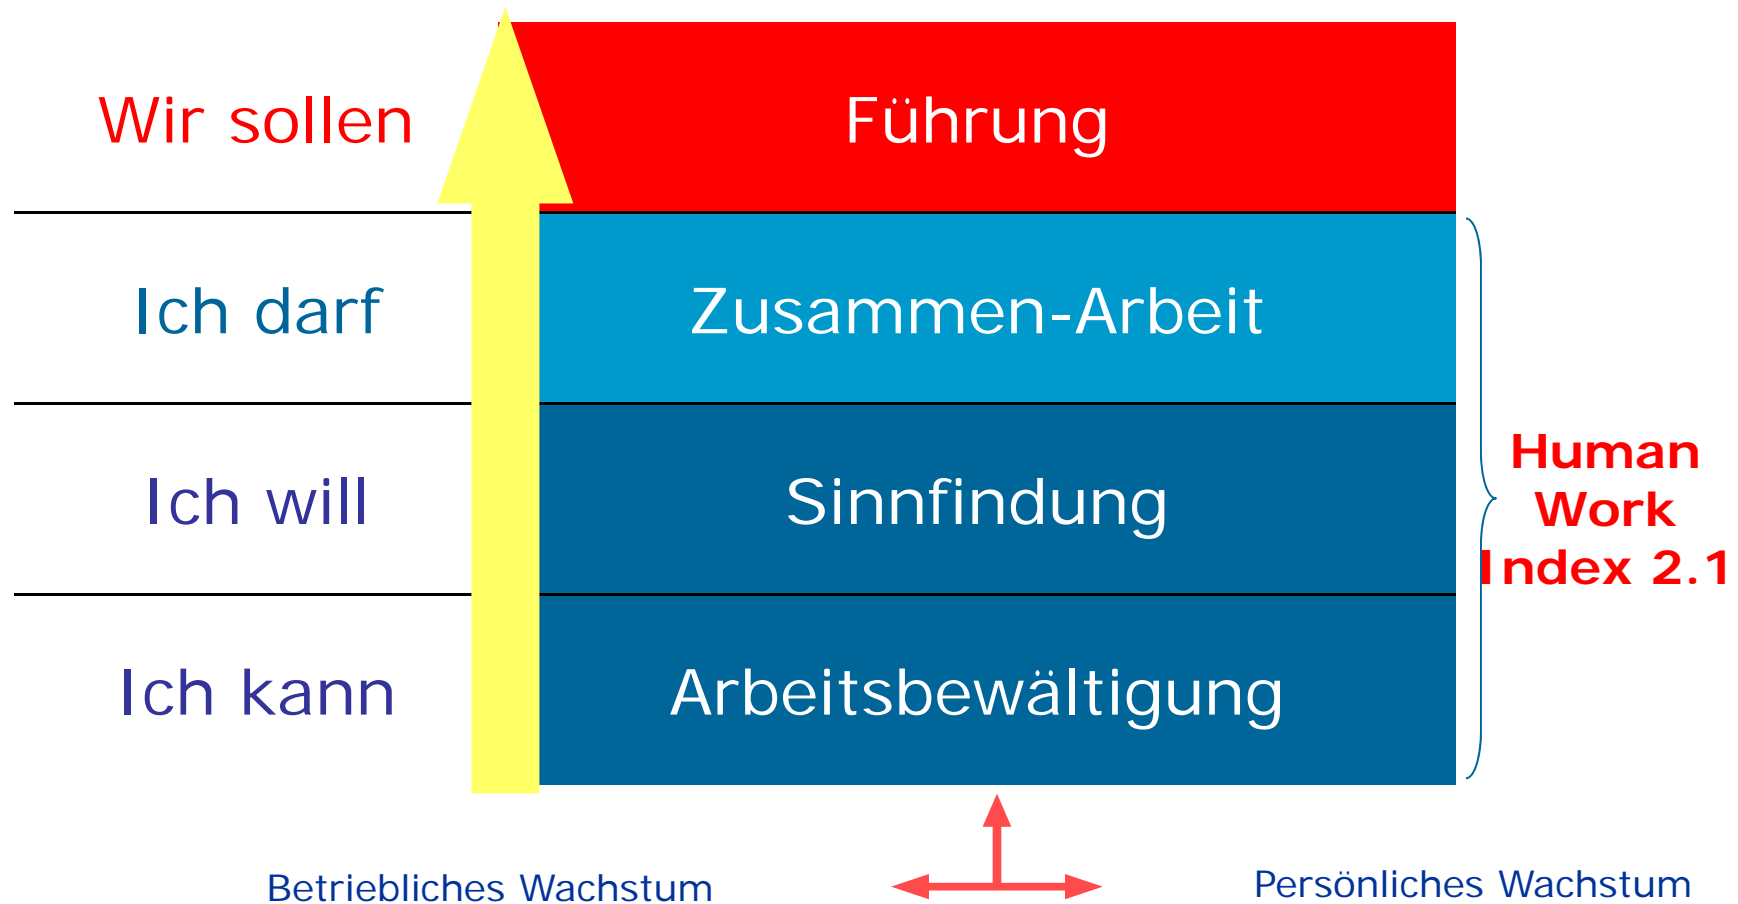 Wir sollen
Führung
Ich darf
Zusammen-Arbeit
Ich will
Sinnfindung
Ich kann
Arbeitsbewältigung
Human
Work
Index 2.1
Betriebliches Wachstum
Persönliches Wachstum